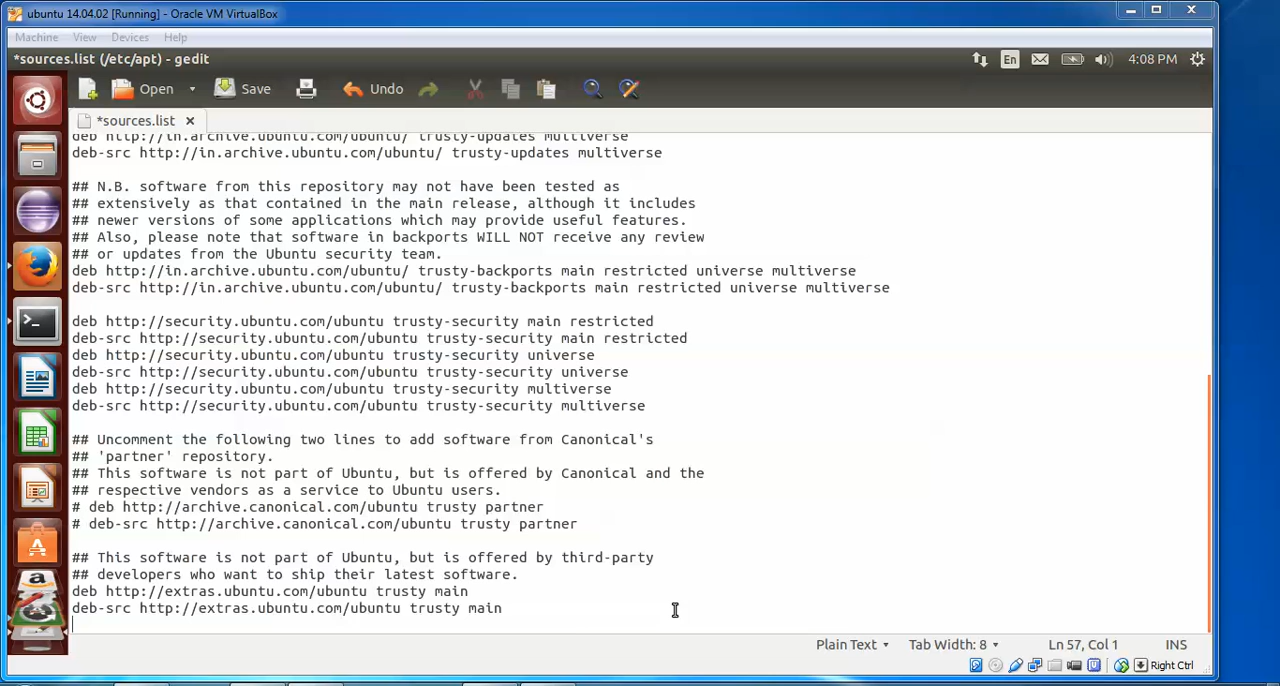 ubuntu 14.04.02 [Running] - Oracle VM VirtualBox
Machine View Devices Help
*sources.list (/etc/apt) - gedit
En
4:08 PM
Open
Save
Undo
*sources.list
deb http://in.archive.ubuntu.com/ubuntu/ trusty-updates multiverse
deb-src http://in.archive.ubuntu.com/ubuntu/ trusty-updates multiverse
## N.B. software from this repository may not have been tested as
## extensively as that contained in the main release, although it includes
## newer versions of some applications which may provide useful features.
## Also, please note that software in backports WILL NOT receive any review
## or updates from the Ubuntu security team.
deb http://in.archive.ubuntu.com/ubuntu/ trusty-backports main restricted universe multiverse
deb-src http://in.archive.ubuntu.com/ubuntu/ trusty-backports main restricted universe multiverse
deb http://security.ubuntu.com/ubuntu trusty-security main restricted
deb-src http://security.ubuntu.com/ubuntu trusty-security main restricted
deb http://security.ubuntu.com/ubuntu trusty-security universe
deb-src http://security.ubuntu.com/ubuntu trusty-security universe
deb http://security.ubuntu.com/ubuntu trusty-security multiverse
deb-src http://security.ubuntu.com/ubuntu trusty-security multiverse
## Uncomment the following two lines to add software from Canonical's
## 'partner' repository.
## This software is not part of Ubuntu, but is offered by Canonical and the
## respective vendors as a service to Ubuntu users.
# deb http://archive.canonical.com/ubuntu trusty partner
# deb-src http://archive.canonical.com/ubuntu trusty partner
## This software is not part of Ubuntu, but is offered by third-party
## developers who want to ship their latest software.
deb http://extras.ubuntu.com/ubuntu trusty main
deb-src http://extras.ubuntu.com/ubuntu trusty main
Plain Text Tab Width: 8 Ln 57, Col 1 INS
Right Ctrl